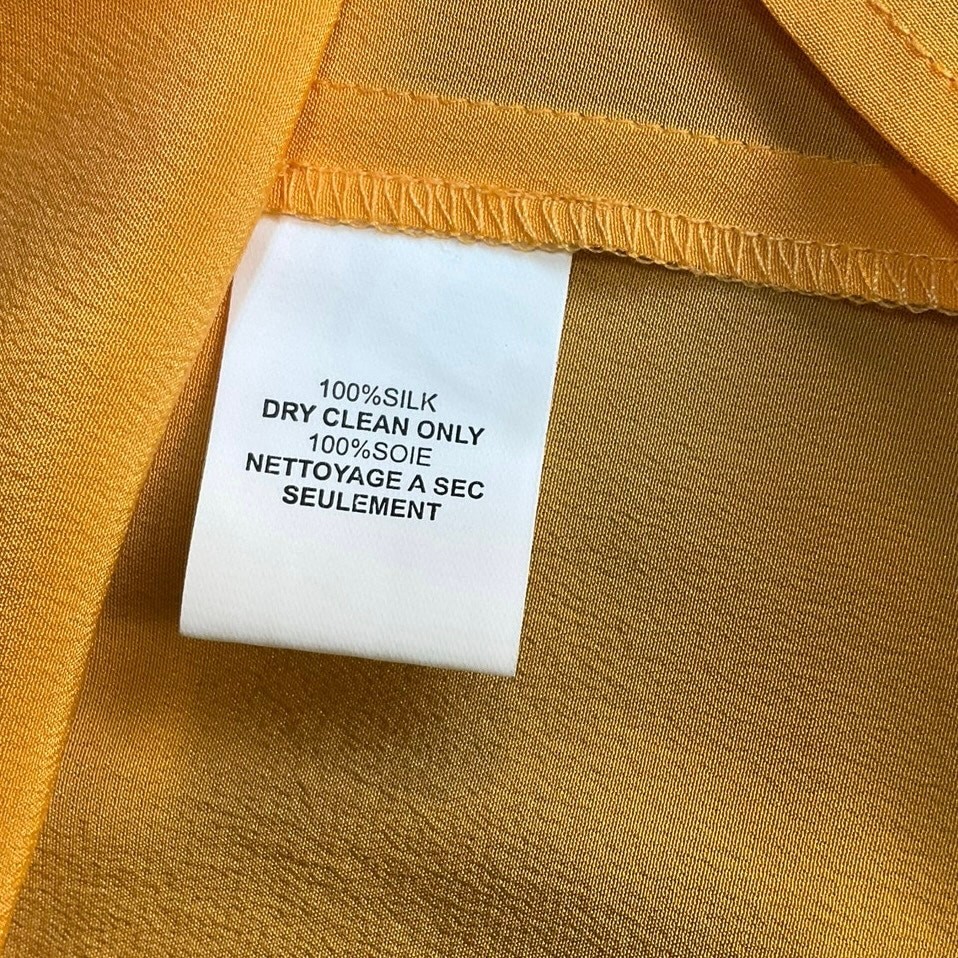 100%SILK
DRY CLEAN ONLY
100%SOIE
NETTOYAGE A SEC
SEULEMENT